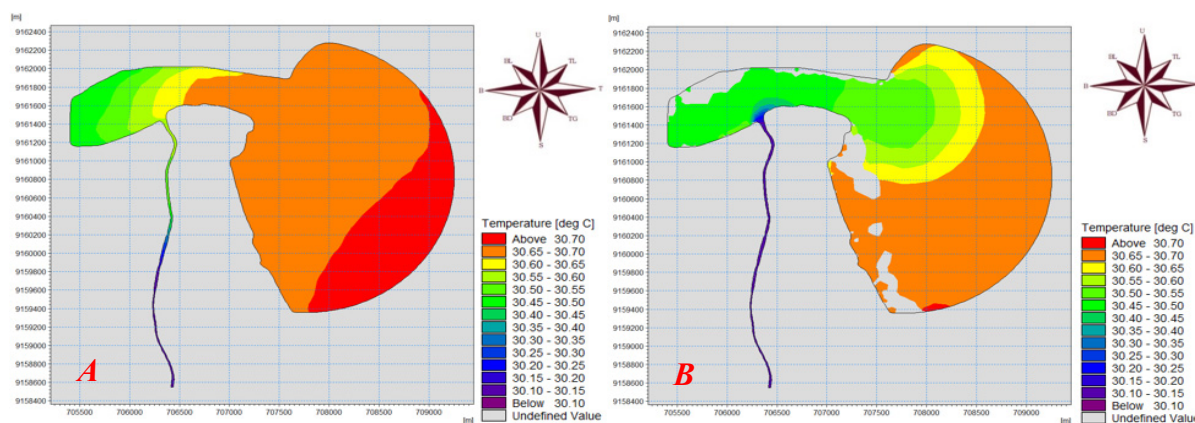 [m]
9162400
9162200
9162000
9161800
9161600
9161400
9161200
9161000
9160800
9160600
9160400
9160200
9160000
9159800
9159600
9159400
9159200
9159000
9158800
9158600
9158400
705500 706000 706500 707000 707500 708000 708500 709000
[m]
A
U
BL TL
B T
BD TG
S
Temperature [deg C]
Above 30.70
30.65 - 30.70
30.60 - 30.65
30.55 - 30.60
30.50 - 30.55
30.45 - 30.50
30.40 - 30.45
30.35 - 30.40
30.30 - 30.35
30.25 - 30.30
30.20 - 30.25
30.15 - 30.20
30.10 - 30.15
Below 30.10
Undefined Value
[m]
9162400
9162200
9162000
9161800
9161600
9161400
9161200
9161000
9160800
9160600
9160400
9160200
9160000
9159800
9159600
9159400
9159200
9159000
9158800
9158600
9158400
705500 706000 706500 707000 707500 708000 708500 709000
[m]
B
U
BL TL
B T
BD TG
S
Temperature [deg C]
Above 30.70
30.65 - 30.70
30.60 - 30.65
30.55 - 30.60
30.50 - 30.55
30.45 - 30.50
30.40 - 30.45
30.35 - 30.40
30.30 - 30.35
30.25 - 30.30
30.20 - 30.25
30.15 - 30.20
30.10 - 30.15
Below 30.10
Undefined Value